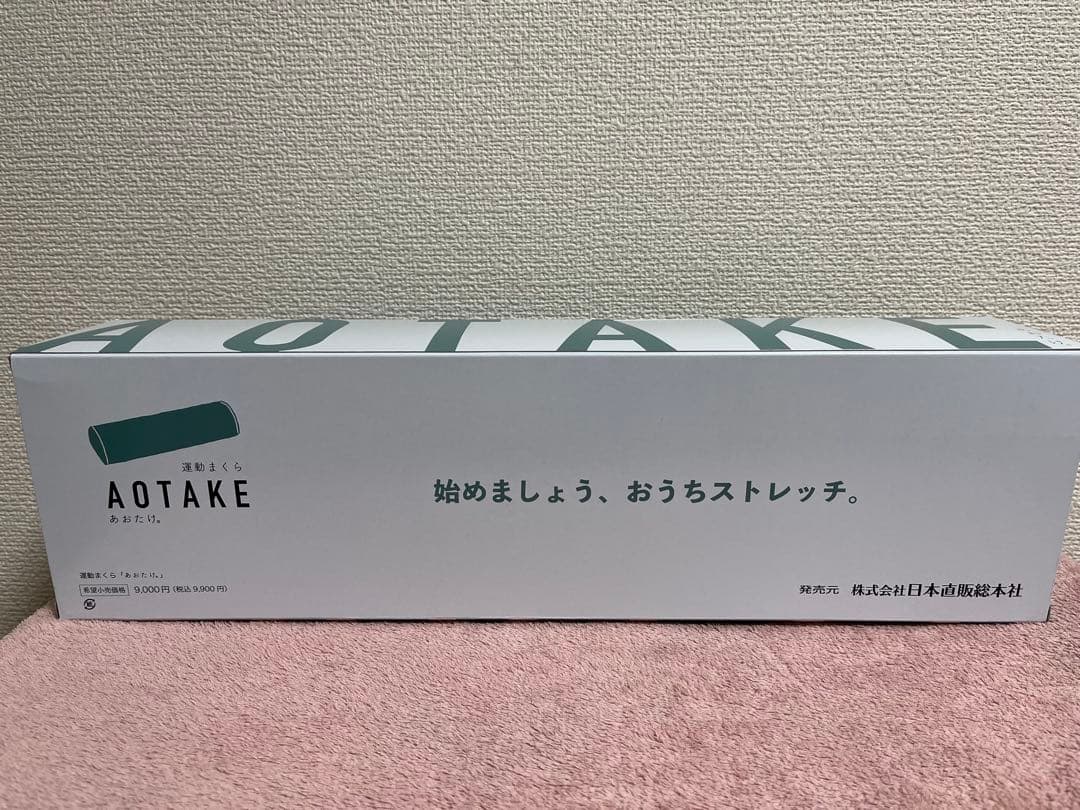 AOTAKE
運動まくら
AOTAKE
あおたけ。
始めましょう、おうちストレッチ。
運動まくら「あおたけ。」
希望小売価格 9,000円(税込9,900円)
発売元 株式会社日本直販総本社